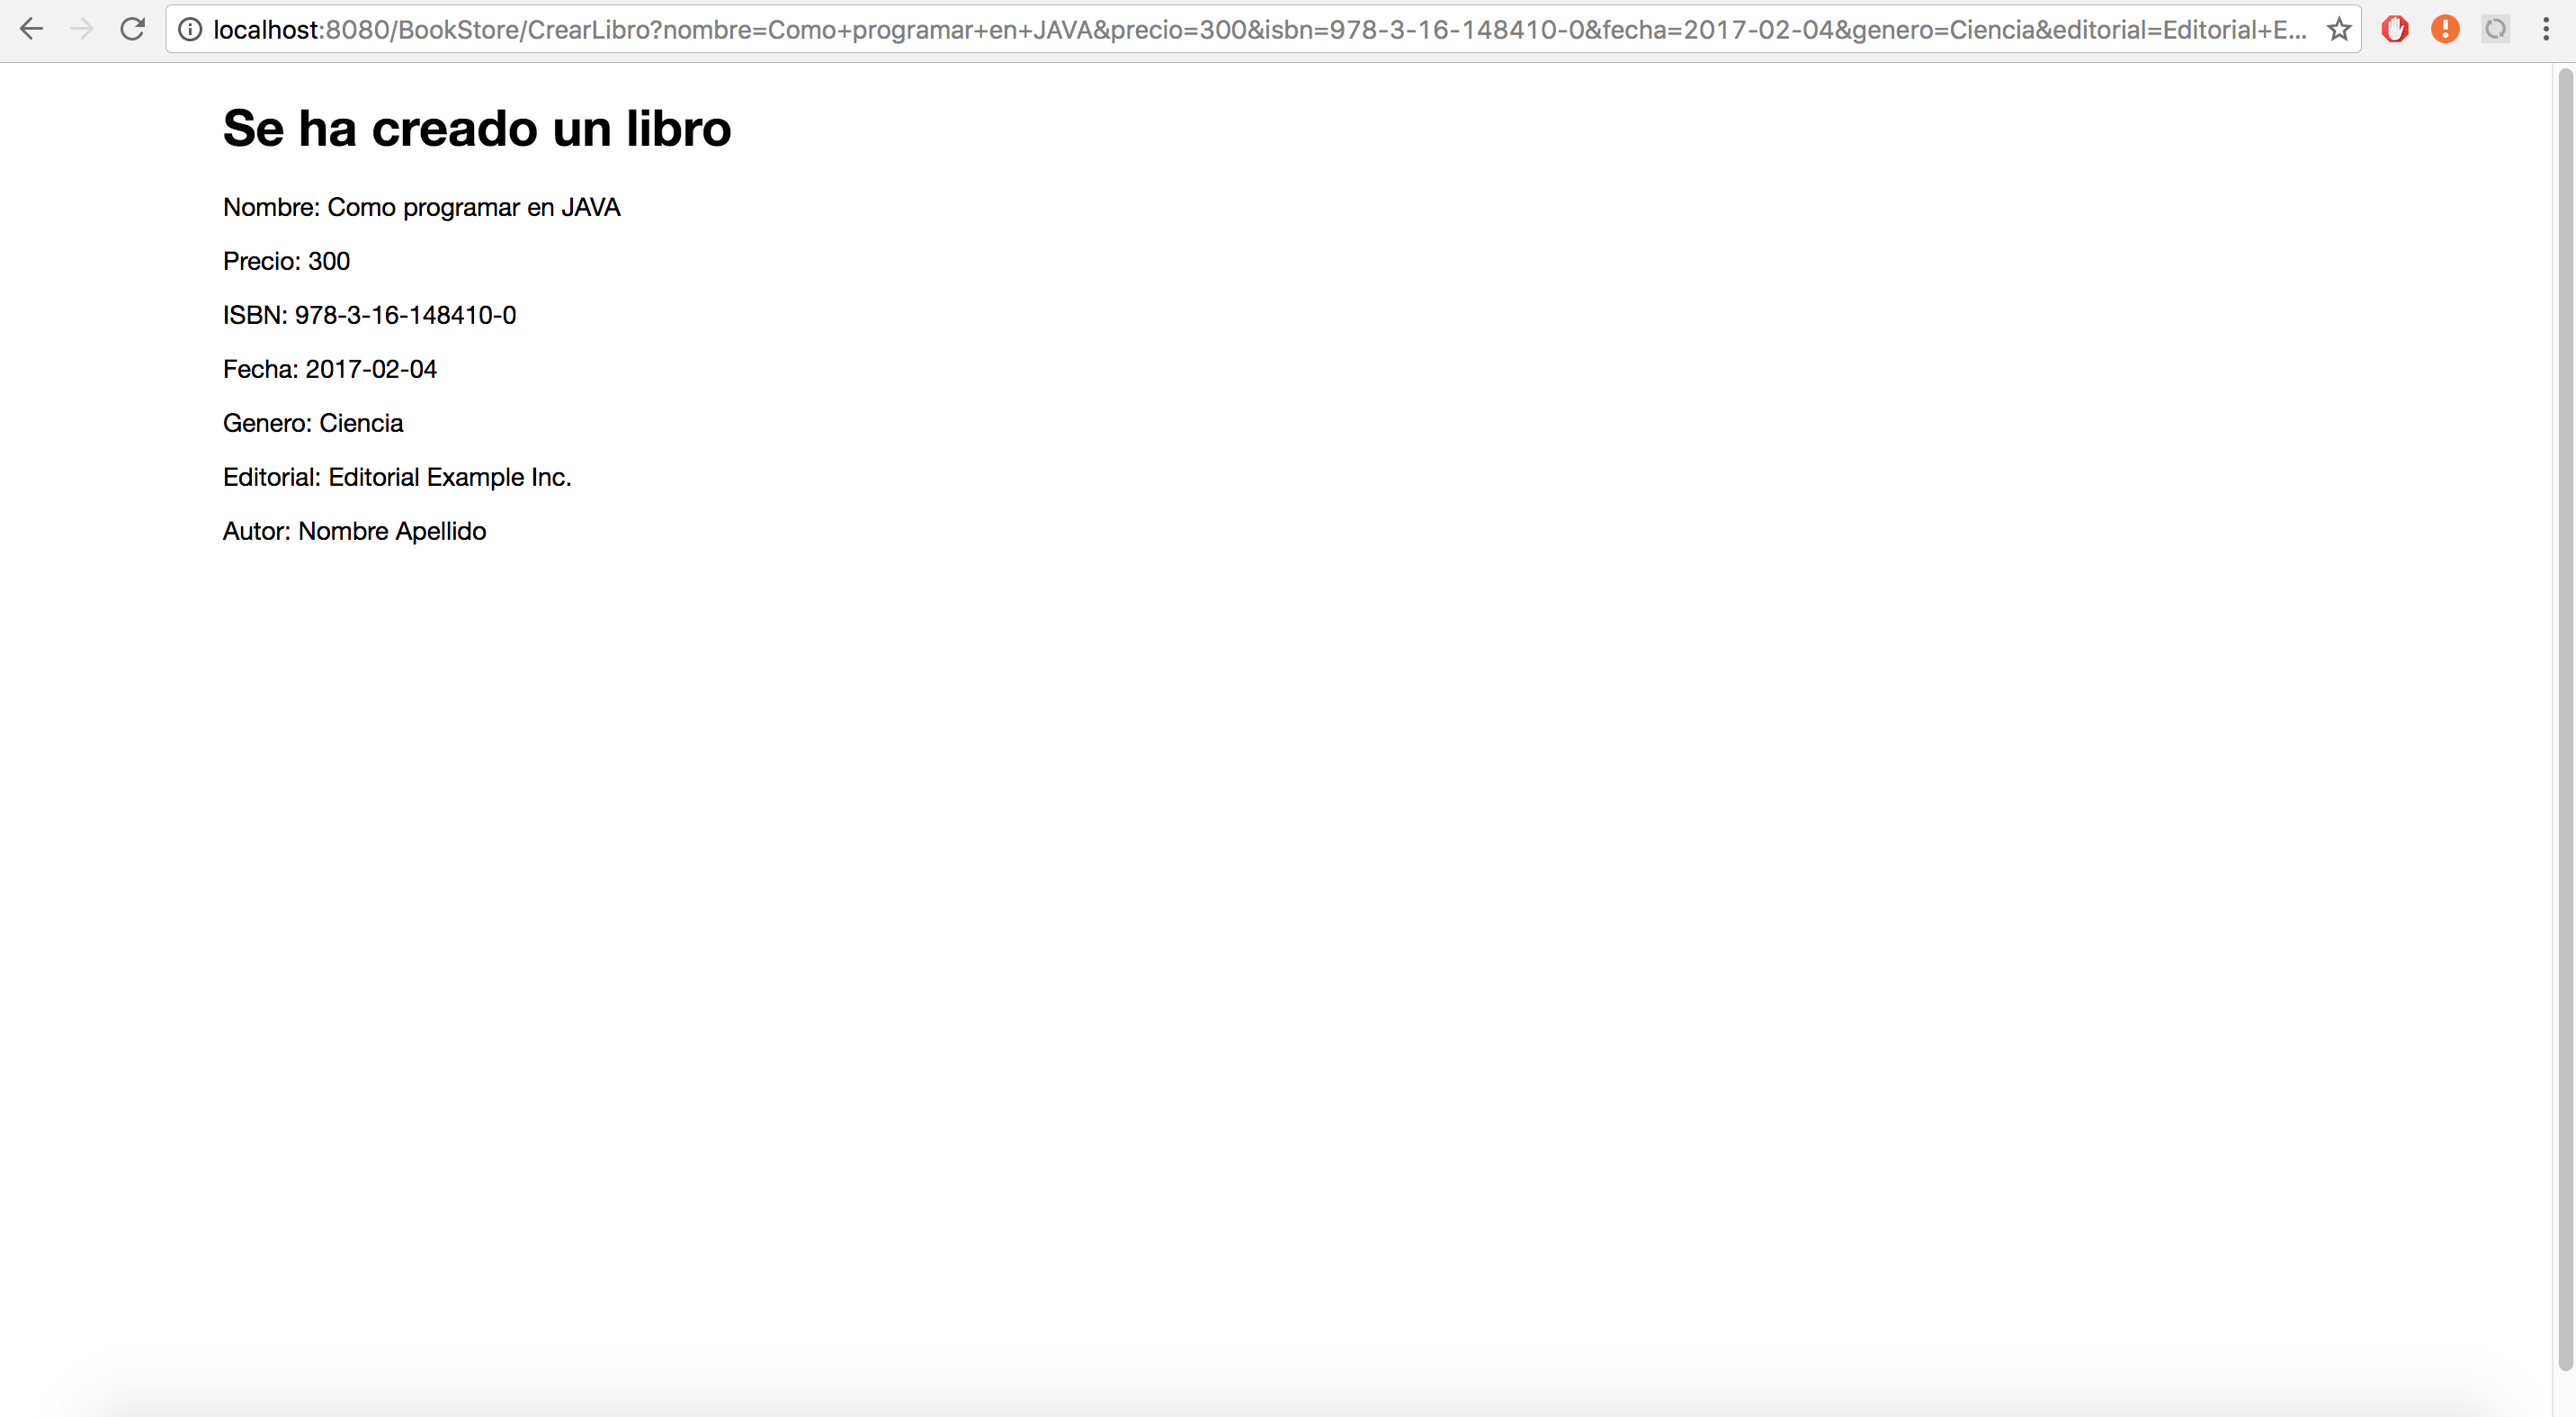 localhost:8080/BookStore/CrearLibro?nombre=Como+programar+en+JAVA&precio=300&isbn=978-3-16-148410-0&fecha=2017-02-04&genero=Ciencia&editorial=Editorial+E...
Se ha creado un libro
Nombre: Como programar en JAVA
Precio: 300
ISBN: 978-3-16-148410-0
Fecha: 2017-02-04
Genero: Ciencia
Editorial: Editorial Example Inc.
Autor: Nombre Apellido